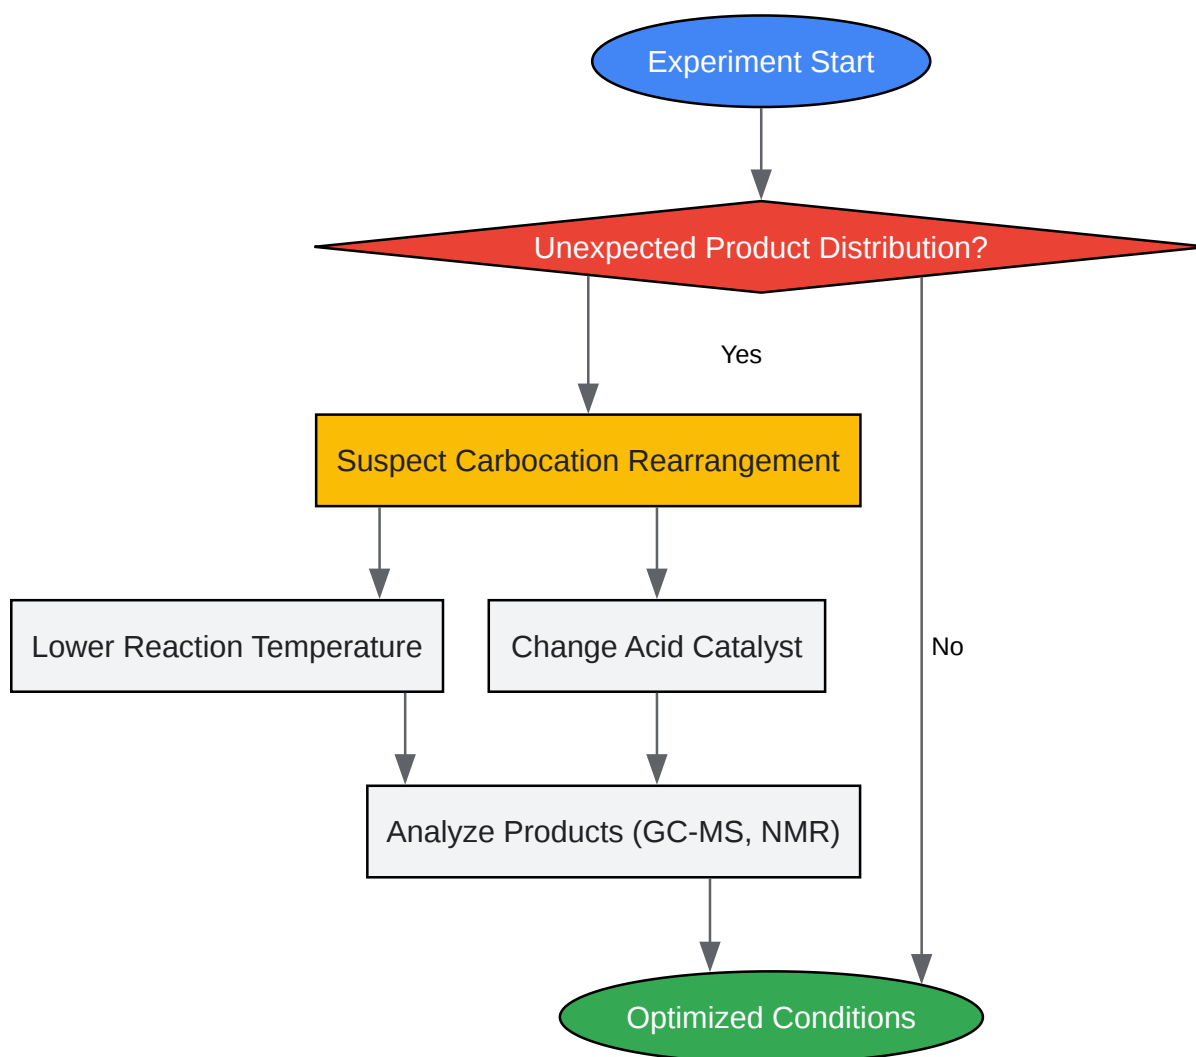 Experiment Start
Unexpected Product Distribution?
Yes
Suspect Carbocation Rearrangement
Lower Reaction Temperature
Change Acid Catalyst
No
Analyze Products (GC-MS, NMR)
Optimized Conditions